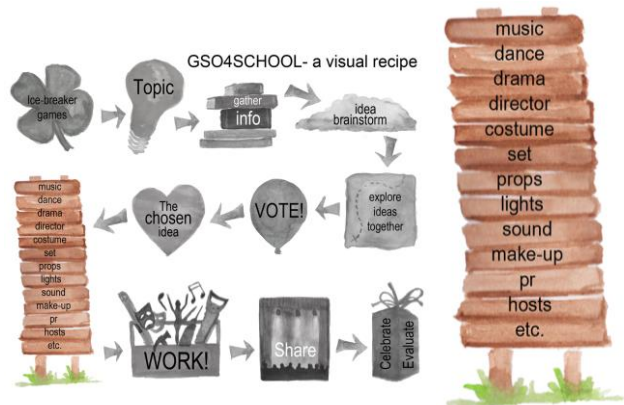 GSO4SCHOOL- a visual recipe
Ice-breaker
games
Topic
gather
info
idea
brainstorm
explore
ideas
together
VOTE!
The
chosen
idea
music
dance
drama
director
costume
set
props
lights
sound
make-up
pr
hosts
etc.
WORK!
Share
Celebrate
Evaluate
music
dance
drama
director
costume
set
props
lights
sound
make-up
pr
hosts
etc.